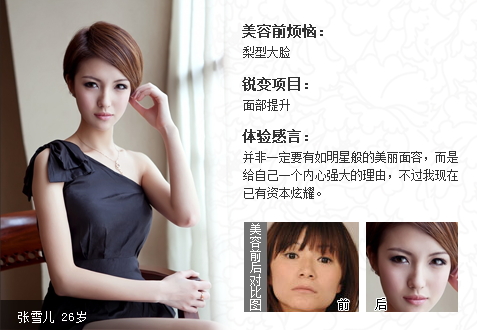 美容前烦恼：
梨型大脸
锐变项目：
面部提升
体验感言：
并非一定要有如明星般的美丽面容，而是
给自己一个内心强大的理由，不过我现在
已有资本炫耀。
美容前后对比图
前
后
张雪儿 26岁